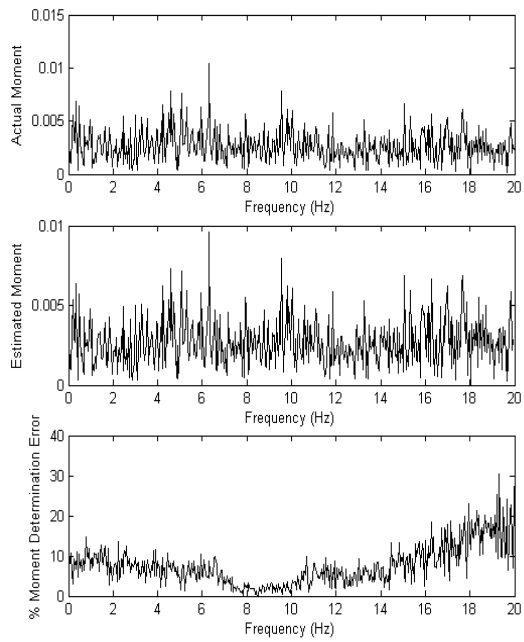 Actual Moment
0.015
0.01
0.005
0
0 2 4 6 8 10 12 14 16 18 20
Frequency (Hz)
Estimated Moment
0.01
0.005
0
0 2 4 6 8 10 12 14 16 18 20
Frequency (Hz)
% Moment Determination Error
40
30
20
10
0
0 2 4 6 8 10 12 14 16 18 20
Frequency (Hz)